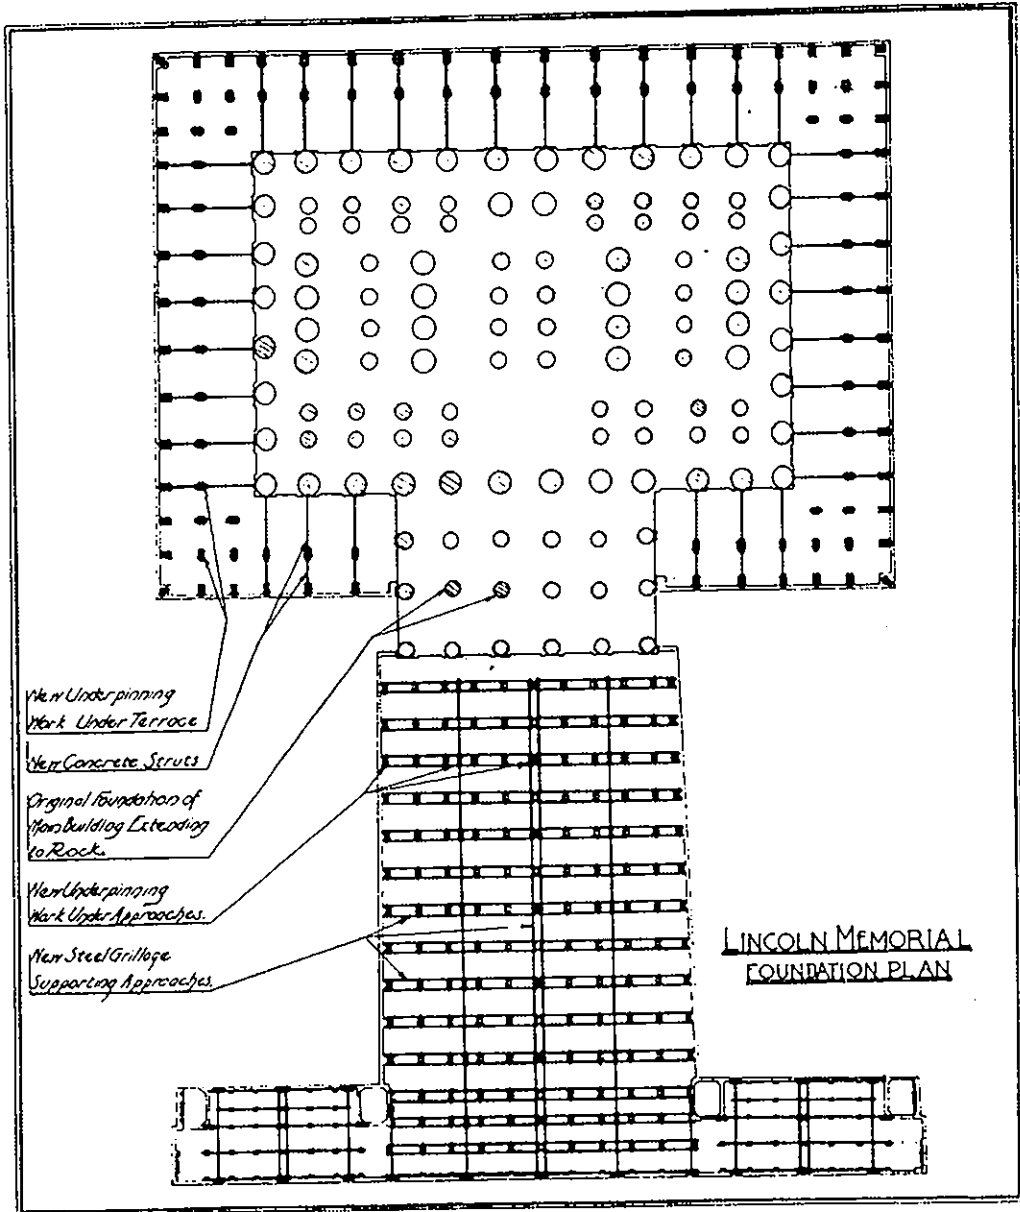 New Underpinning
Work Under Terrace
New Concrete Struts
Original Foundation of
Main Building Extending
to Rock.
New Underpinning
Work Under Approaches.
New Steel Grillage
Supporting Approaches.
LINCOLN MEMORIAL
FOUNDATION PLAN